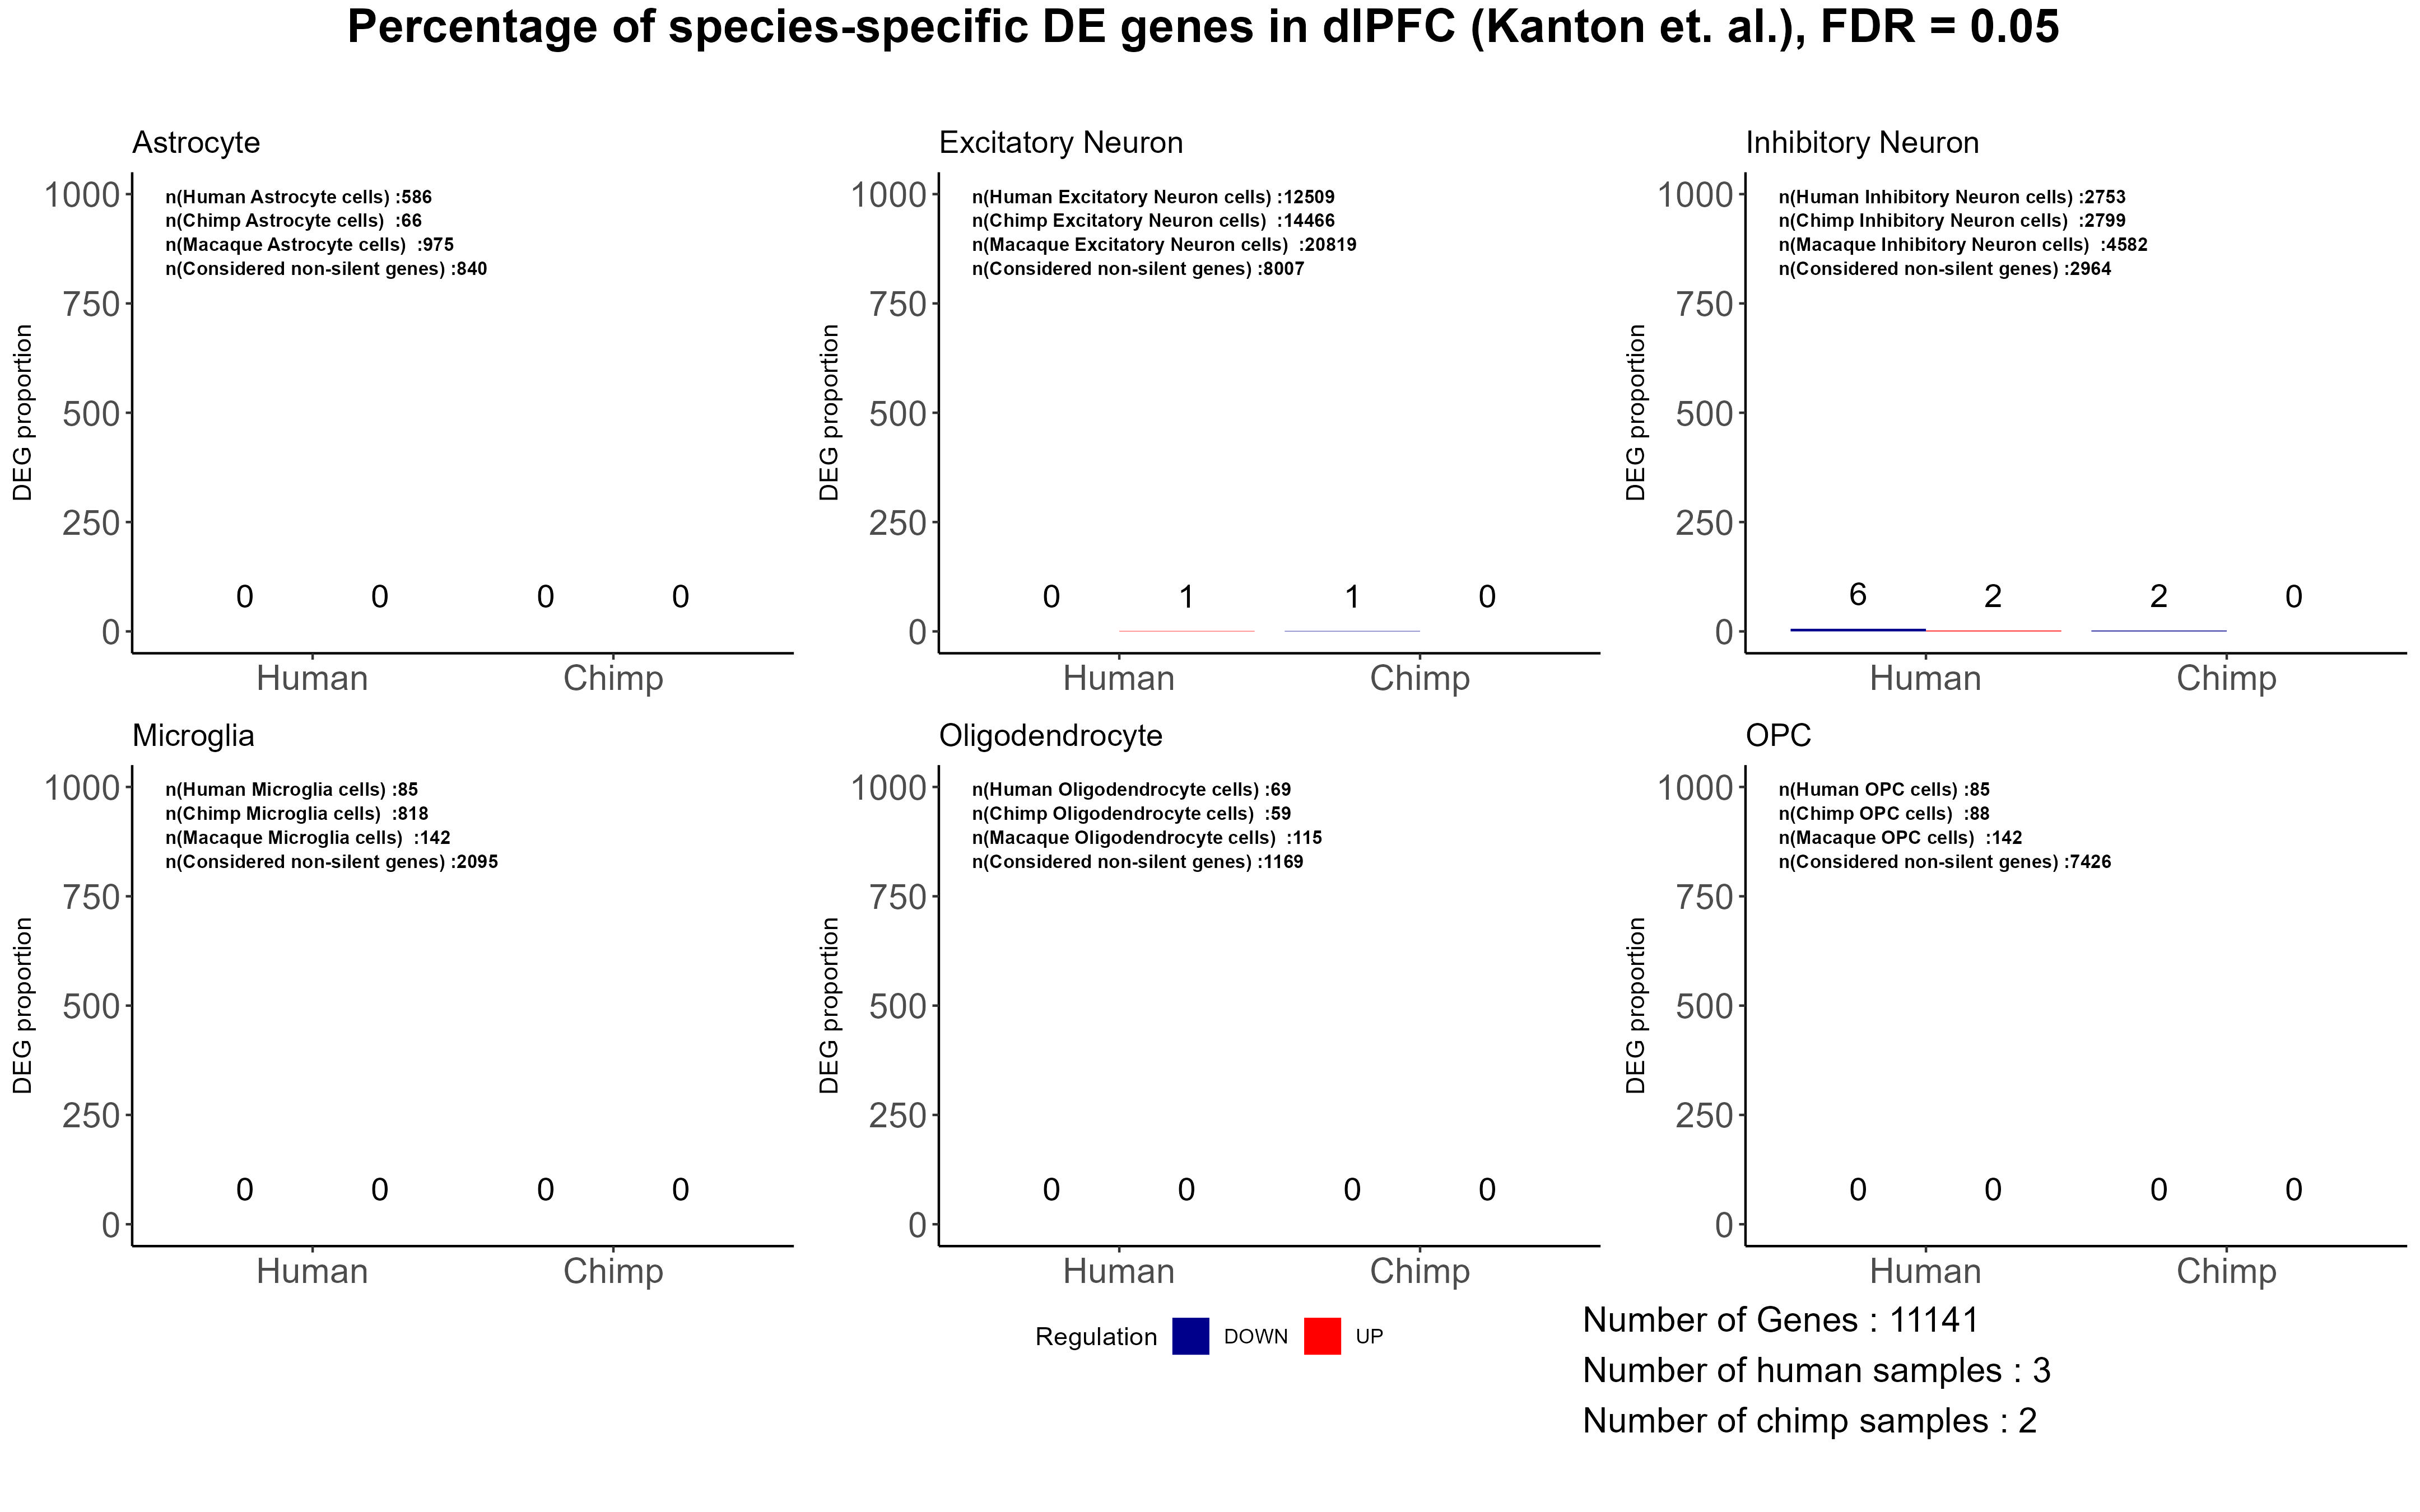 Percentage of species-specific DE genes in dlPFC (Kanton et. al.), FDR = 0.05
Astrocyte
n(Human Astrocyte cells) :586
n(Chimp Astrocyte cells)  :66
n(Macaque Astrocyte cells)  :975
n(Considered non-silent genes) :840
1000
750
500
250
0
DEG proportion
0 0 0 0
Human Chimp
Excitatory Neuron
n(Human Excitatory Neuron cells) :12509
n(Chimp Excitatory Neuron cells)  :14466
n(Macaque Excitatory Neuron cells)  :20819
n(Considered non-silent genes) :8007
1000
750
500
250
0
DEG proportion
0 1 1 0
Human Chimp
Inhibitory Neuron
n(Human Inhibitory Neuron cells) :2753
n(Chimp Inhibitory Neuron cells)  :2799
n(Macaque Inhibitory Neuron cells)  :4582
n(Considered non-silent genes) :2964
1000
750
500
250
0
DEG proportion
6 2 2 0
Human Chimp
Microglia
n(Human Microglia cells) :85
n(Chimp Microglia cells)  :818
n(Macaque Microglia cells)  :142
n(Considered non-silent genes) :2095
1000
750
500
250
0
DEG proportion
0 0 0 0
Human Chimp
Oligodendrocyte
n(Human Oligodendrocyte cells) :69
n(Chimp Oligodendrocyte cells)  :59
n(Macaque Oligodendrocyte cells)  :115
n(Considered non-silent genes) :1169
1000
750
500
250
0
DEG proportion
0 0 0 0
Human Chimp
OPC
n(Human OPC cells) :85
n(Chimp OPC cells)  :88
n(Macaque OPC cells)  :142
n(Considered non-silent genes) :7426
1000
750
500
250
0
DEG proportion
0 0 0 0
Human Chimp
Regulation DOWN UP
Number of Genes : 11141
Number of human samples : 3
Number of chimp samples : 2